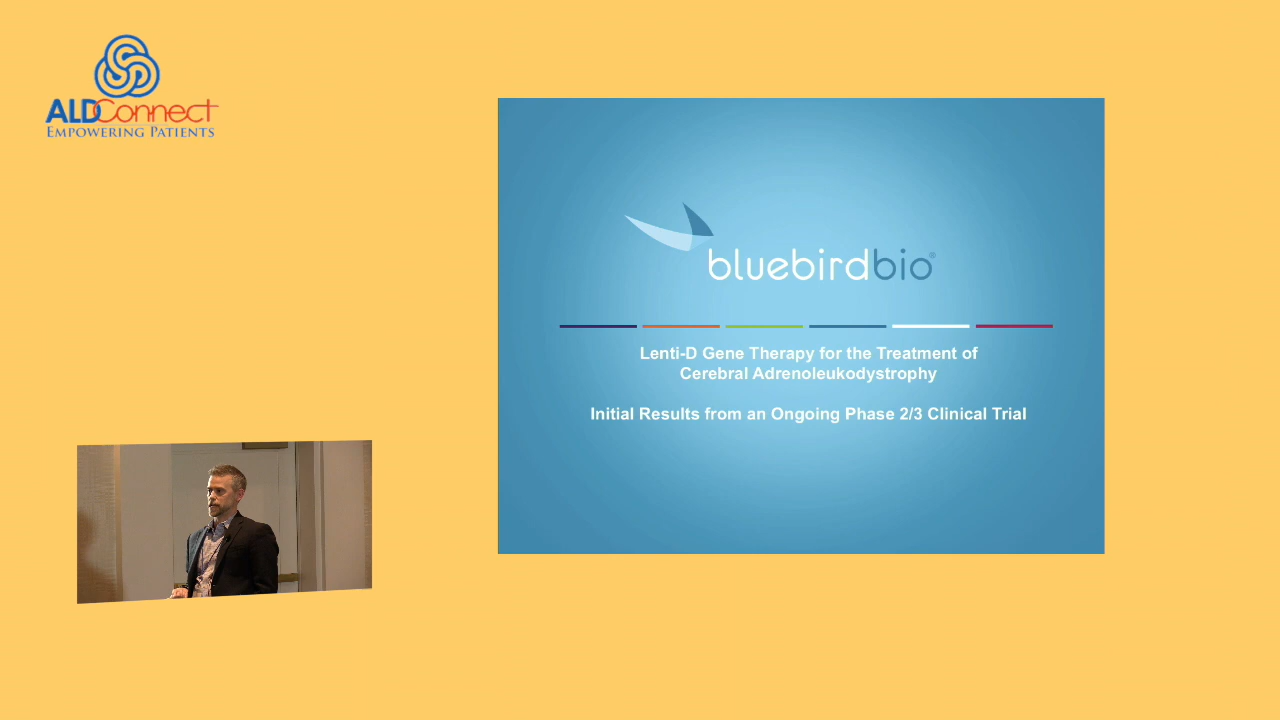 ALDConnect
Empowering Patients
bluebirdbio®
Lenti-D Gene Therapy for the Treatment of
Cerebral Adrenoleukodystrophy
Initial Results from an Ongoing Phase 2/3 Clinical Trial